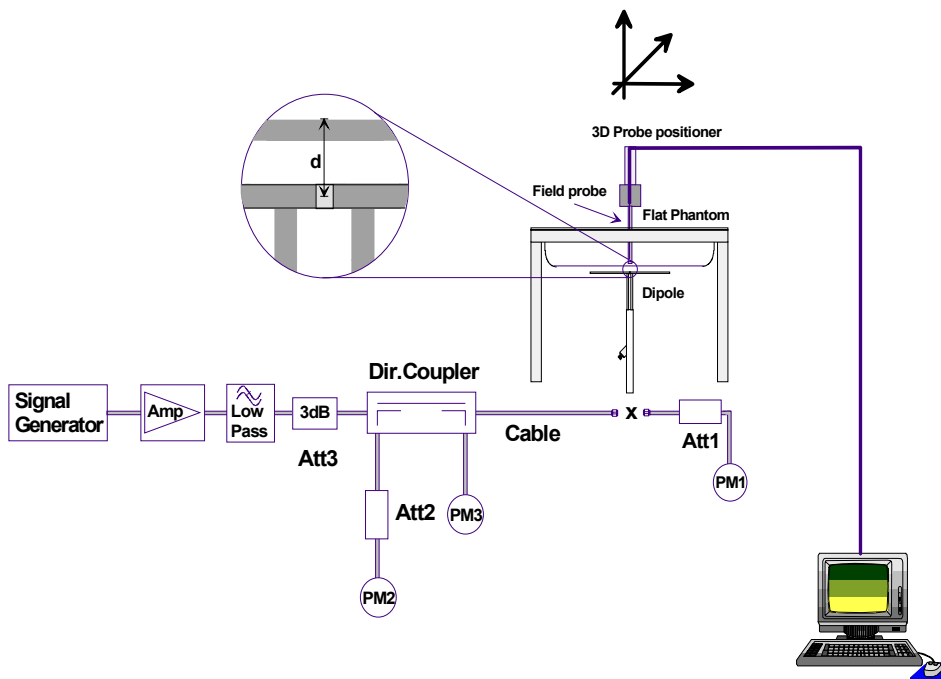 3D Probe positioner
d
Field probe
Flat Phantom
Dipole
Dir.Coupler
Signal
Generator
Amp
Low
Pass
3dB
Att3
Cable
x
Att1
PM1
Att2
PM3
PM2